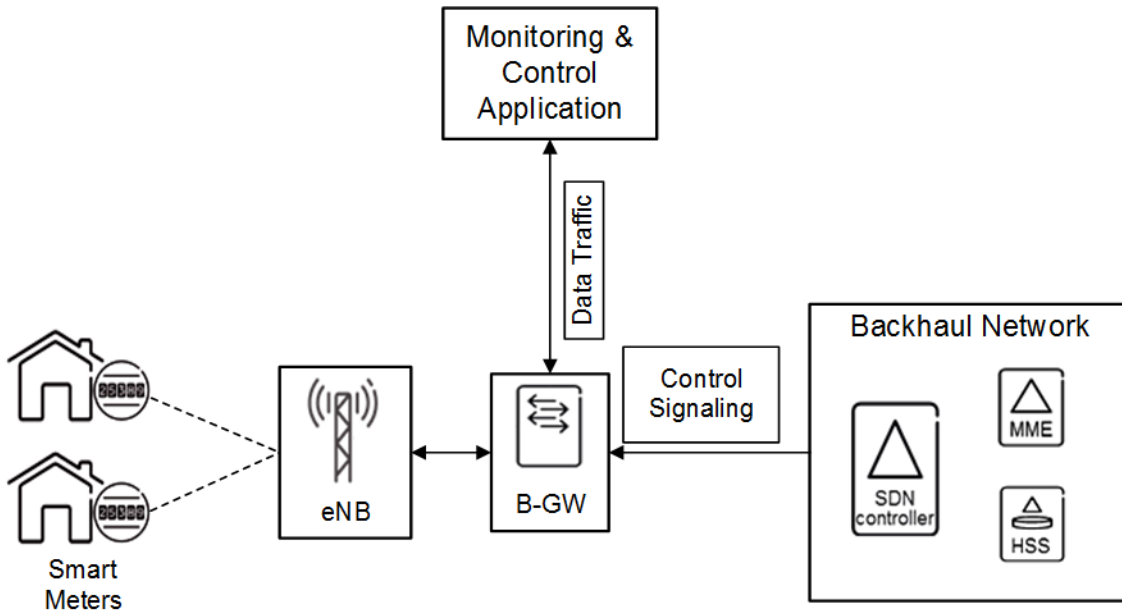 Monitoring &
Control
Application
Data Traffic
Backhaul Network
Control
Signaling
MME
SDN
controller
HSS
eNB
B-GW
Smart
Meters